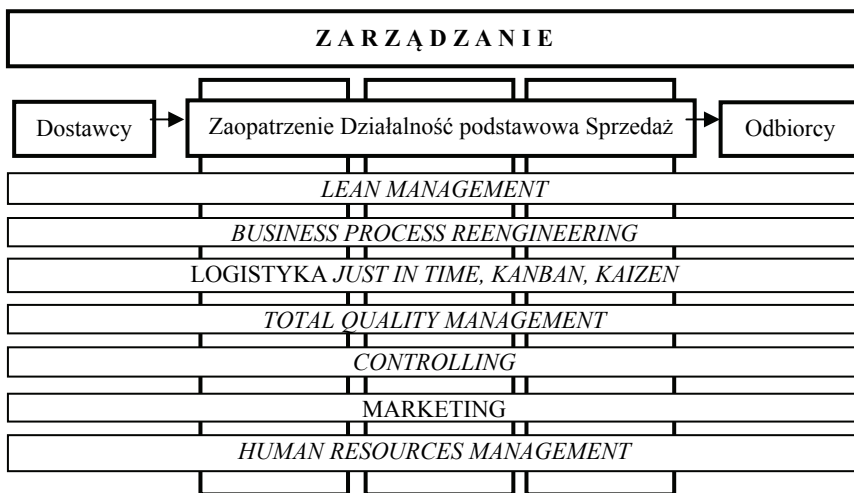 ZARZĄDZANIE
Dostawcy
Zaopatrzenie Działalność podstawowa Sprzedaż
Odbiorcy
LEAN MANAGEMENT
BUSINESS PROCESS REENGINEERING
LOGISTYKA JUST IN TIME, KANBAN, KAIZEN
TOTAL QUALITY MANAGEMENT
CONTROLLING
MARKETING
HUMAN RESOURCES MANAGEMENT